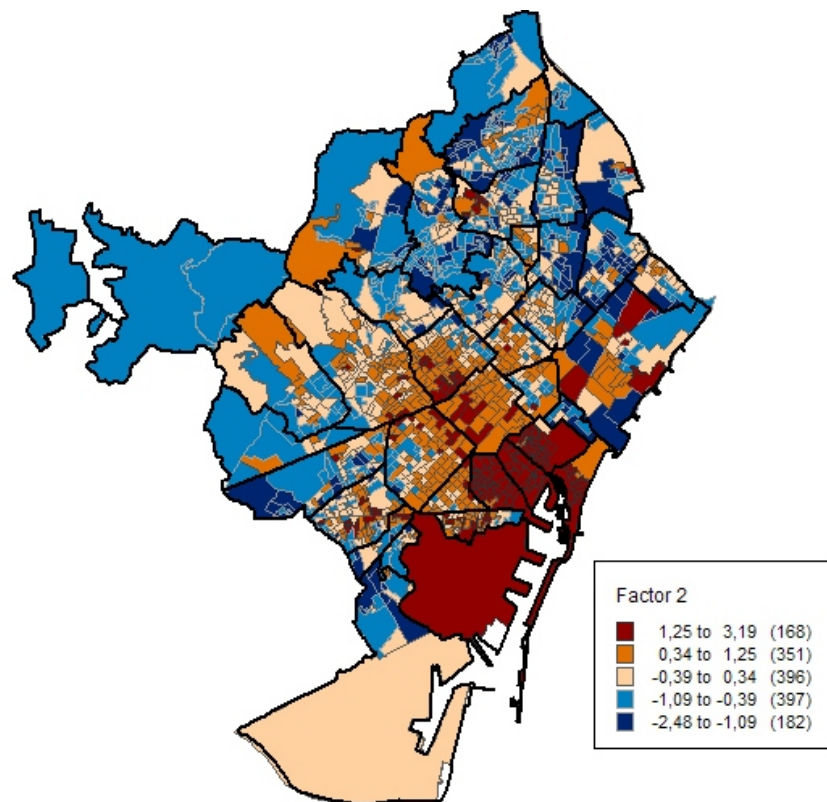 Factor 2
1,25 to 3,19 (168)
0,34 to 1,25 (351)
-0,39 to 0,34 (396)
-1,09 to -0,39 (397)
-2,48 to -1,09 (182)